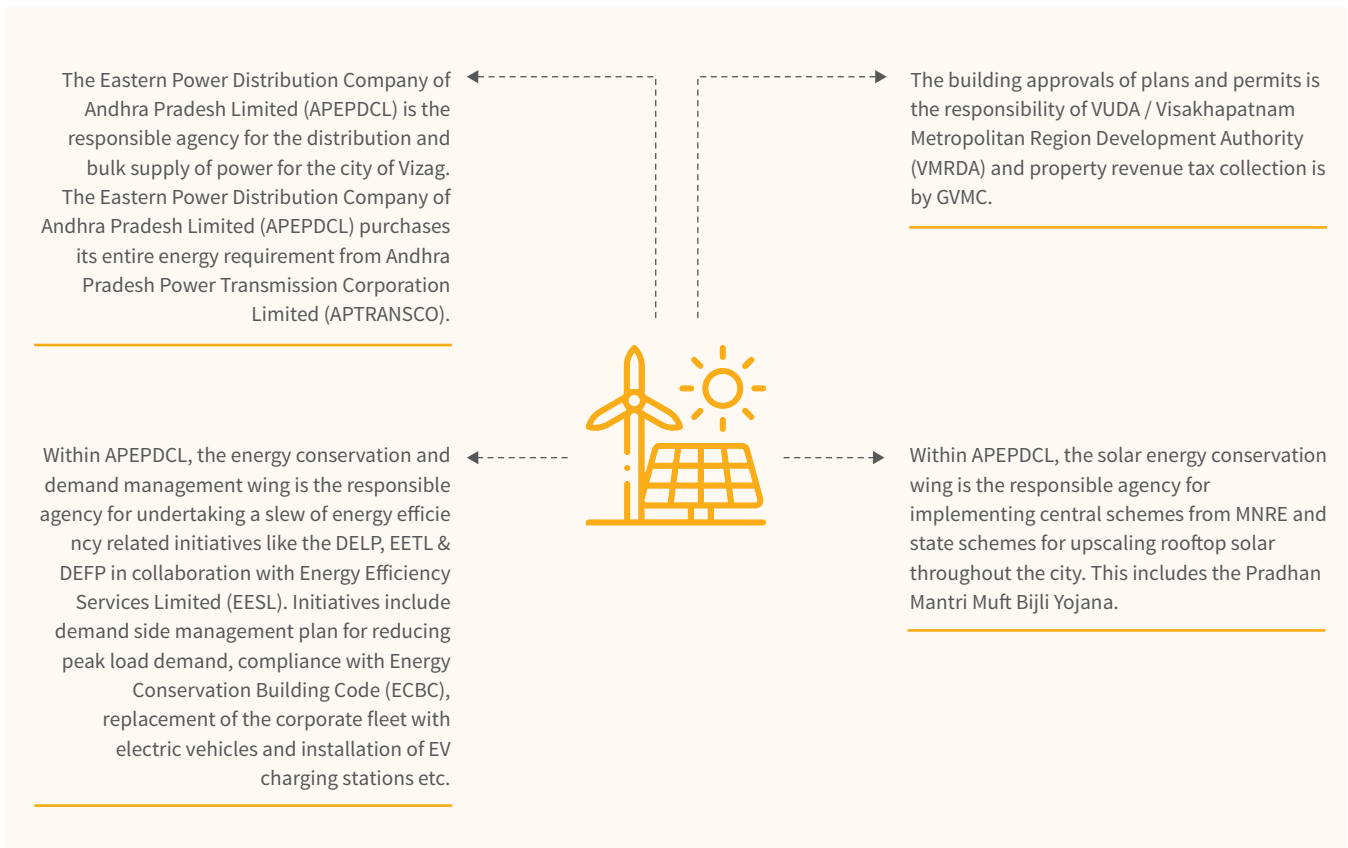 The Eastern Power Distribution Company of
Andhra Pradesh Limited (APEPDCL) is the
responsible agency for the distribution and
bulk supply of power for the city of Vizag.
The Eastern Power Distribution Company of
Andhra Pradesh Limited (APEPDCL) purchases
its entire energy requirement from Andhra
Pradesh Power Transmission Corporation
Limited (APTRANSCO).
The building approvals of plans and permits is
the responsibility of VUDA / Visakhapatnam
Metropolitan Region Development Authority
(VMRDA) and property revenue tax collection is
by GVMC.
Within APEPDCL, the energy conservation and
demand management wing is the responsible
agency for undertaking a slew of energy efficie
ncy related initiatives like the DELP, EETL &
DEFP in collaboration with Energy Efficiency
Services Limited (EESL). Initiatives include
demand side management plan for reducing
peak load demand, compliance with Energy
Conservation Building Code (ECBC),
replacement of the corporate fleet with
electric vehicles and installation of EV
charging stations etc.
Within APEPDCL, the solar energy conservation
wing is the responsible agency for
implementing central schemes from MNRE and
state schemes for upscaling rooftop solar
throughout the city. This includes the Pradhan
Mantri Muft Bijli Yojana.